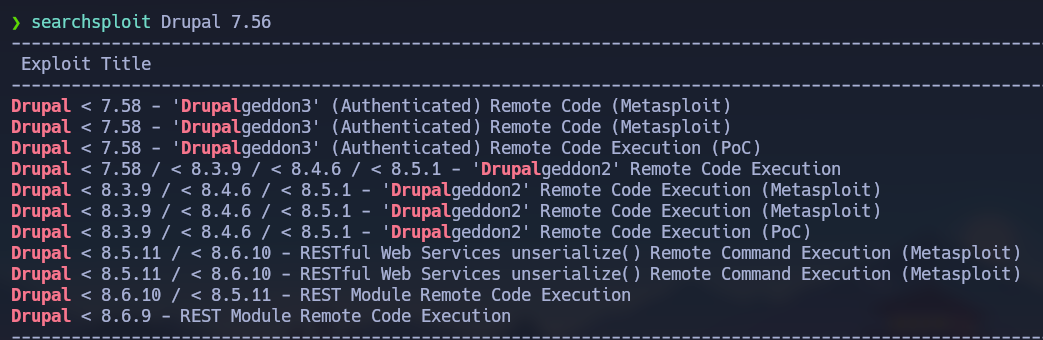 ❯ searchsploit Drupal 7.56
----------------------------------------------------------------------------------------------------------
Exploit Title
----------------------------------------------------------------------------------------------------------
Drupal < 7.58 - 'Drupalgeddon3' (Authenticated) Remote Code (Metasploit)
Drupal < 7.58 - 'Drupalgeddon3' (Authenticated) Remote Code (Metasploit)
Drupal < 7.58 - 'Drupalgeddon3' (Authenticated) Remote Code Execution (PoC)
Drupal < 7.58 / < 8.3.9 / < 8.4.6 / < 8.5.1 - 'Drupalgeddon2' Remote Code Execution
Drupal < 8.3.9 / < 8.4.6 / < 8.5.1 - 'Drupalgeddon2' Remote Code Execution (Metasploit)
Drupal < 8.3.9 / < 8.4.6 / < 8.5.1 - 'Drupalgeddon2' Remote Code Execution (Metasploit)
Drupal < 8.3.9 / < 8.4.6 / < 8.5.1 - 'Drupalgeddon2' Remote Code Execution (PoC)
Drupal < 8.5.11 / < 8.6.10 - RESTful Web Services unserialize() Remote Command Execution (Metasploit)
Drupal < 8.5.11 / < 8.6.10 - RESTful Web Services unserialize() Remote Command Execution (Metasploit)
Drupal < 8.6.10 / < 8.5.11 - REST Module Remote Code Execution
Drupal < 8.6.9 - REST Module Remote Code Execution
----------------------------------------------------------------------------------------------------------